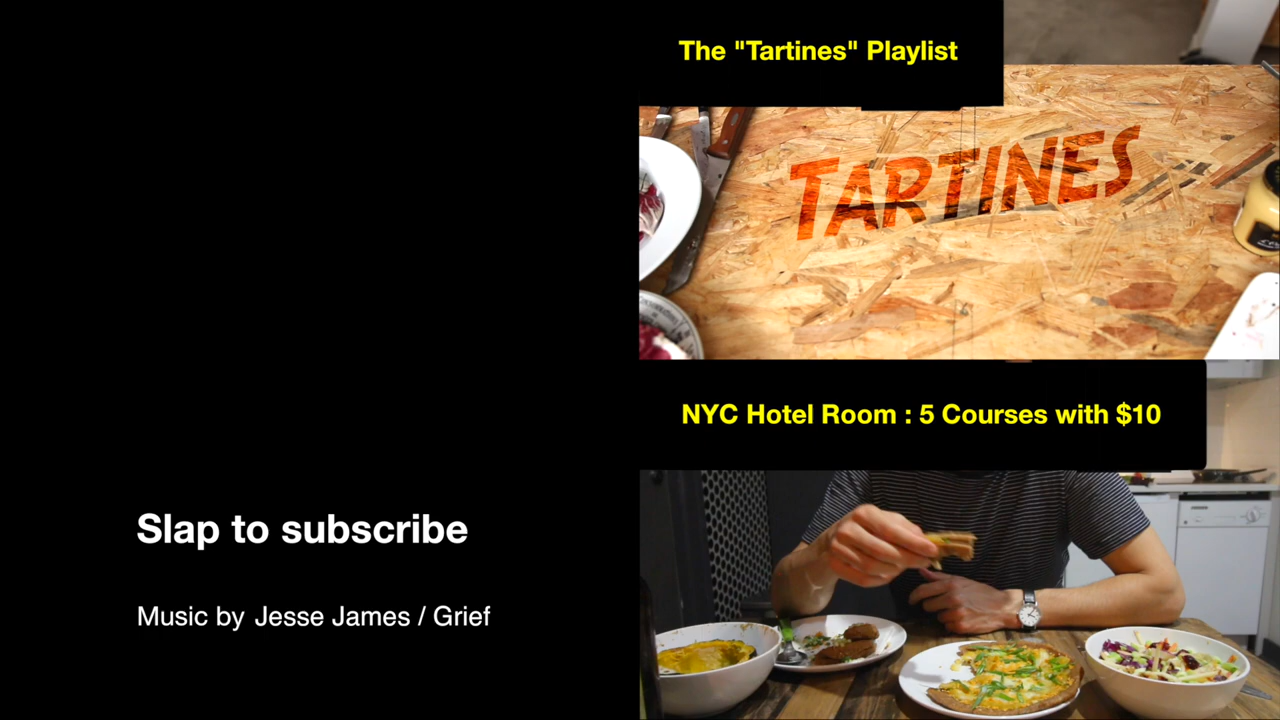 The "Tartines" Playlist
TARTINES
NYC Hotel Room : 5 Courses with $10
Slap to subscribe
Music by Jesse James / Grief